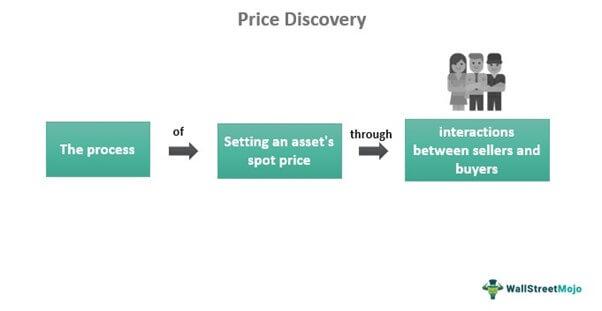 Price Discovery
The process
of
Setting an asset's
spot price
through
interactions
between sellers and
buyers
WallStreetMojo